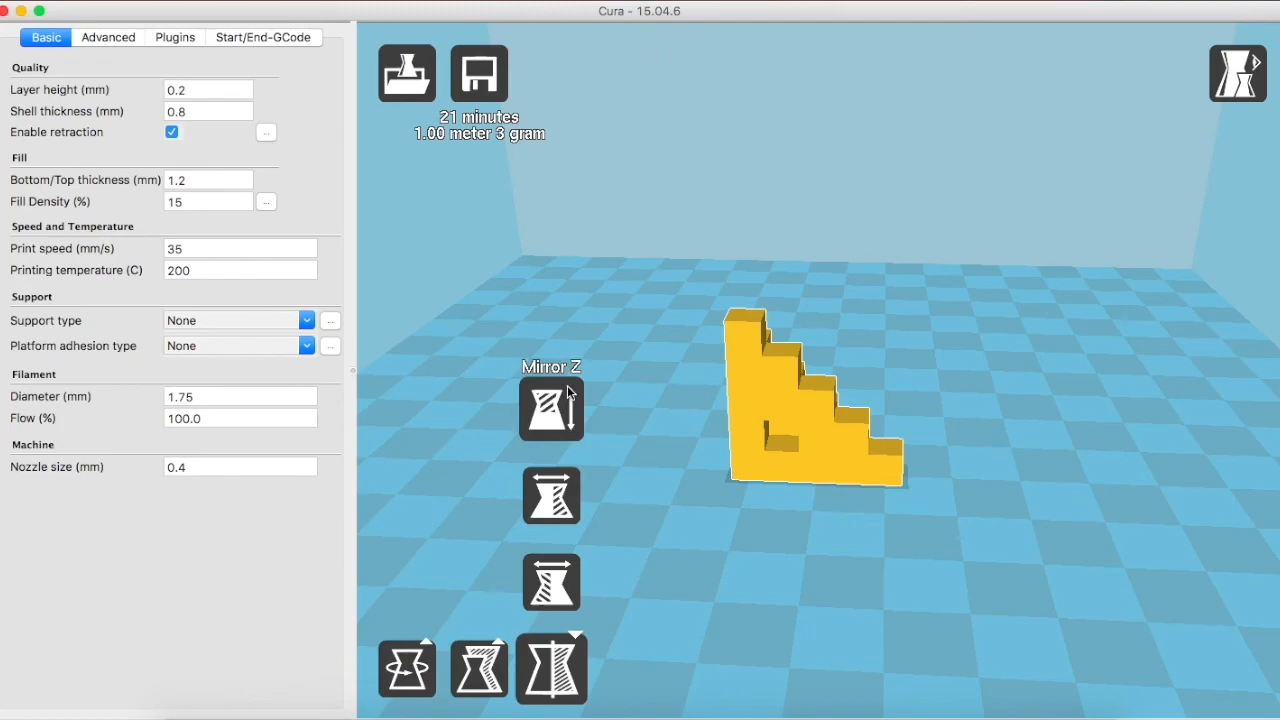 Cura - 15.04.6
Basic Advanced Plugins Start/End-GCode
Quality
Layer height (mm) 0.2
Shell thickness (mm) 0.8
Enable retraction ...
Fill
Bottom/Top thickness (mm) 1.2
Fill Density (%) 15 ...
Speed and Temperature
Print speed (mm/s) 35
Printing temperature (C) 200
Support
Support type None ...
Platform adhesion type None ...
Filament
Diameter (mm) 1.75
Flow (%) 100.0
Machine
Nozzle size (mm) 0.4
21 minutes
1.00 meter 3 gram
Mirror Z